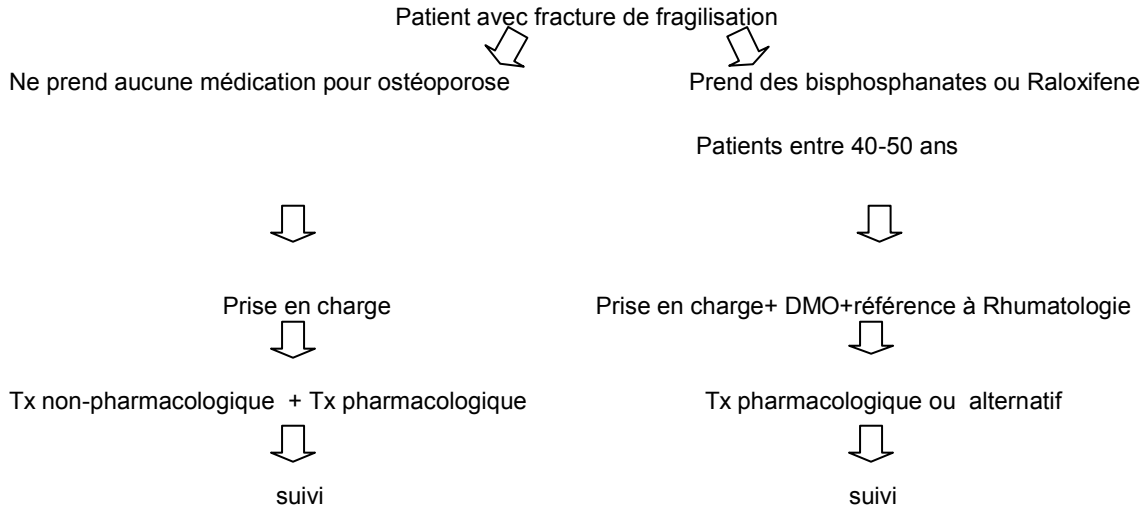 Patient avec fracture de fragilisation
Ne prend aucune médication pour ostéoporose
Prend des bisphosphanates ou Raloxifene
Patients entre 40-50 ans
Prise en charge
Prise en charge+ DMO+référence à Rhumatologie
Tx non-pharmacologique + Tx pharmacologique
Tx pharmacologique ou alternatif
suivi
suivi